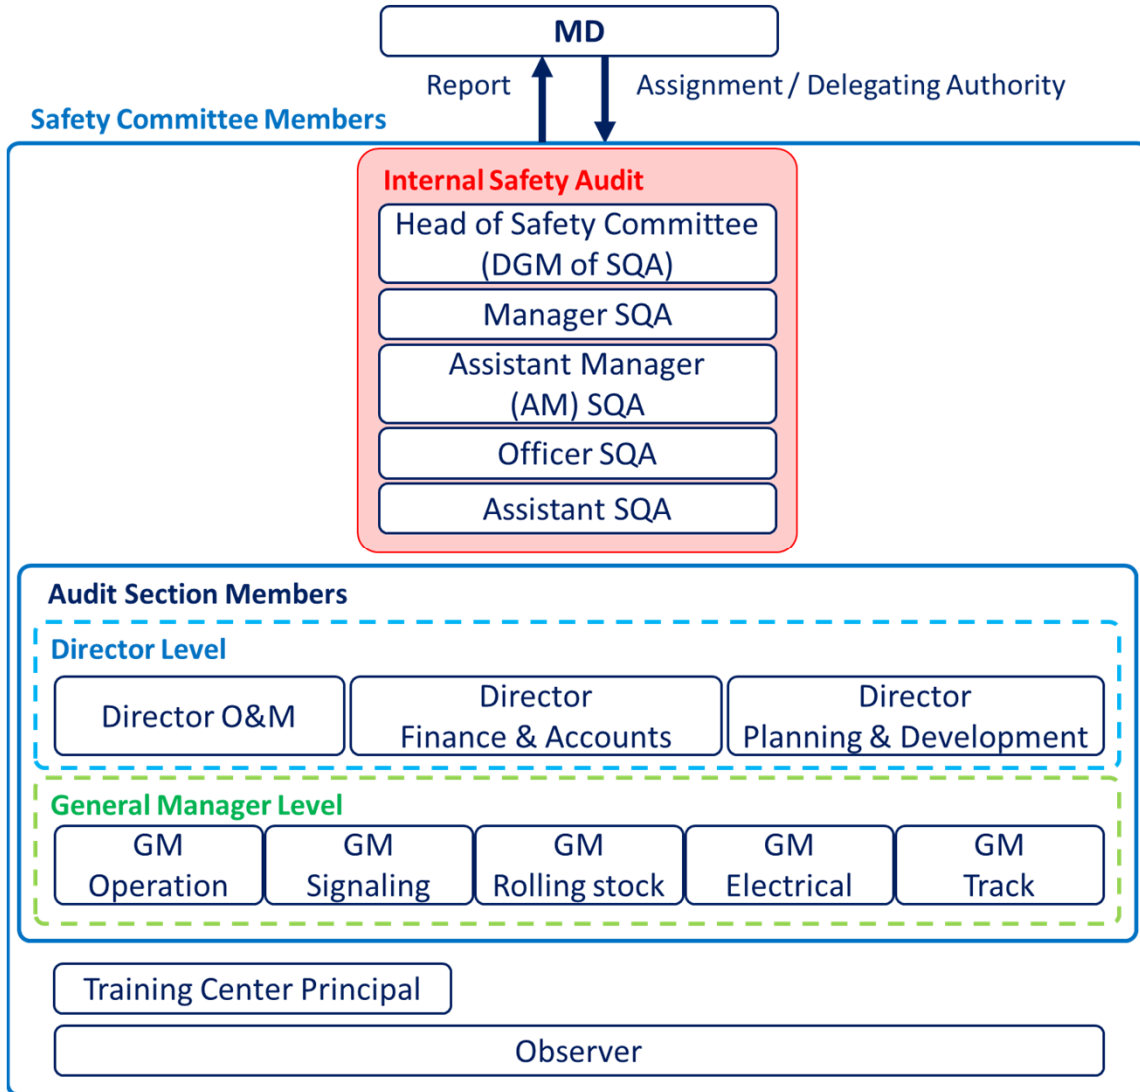 MD
Report
Assignment / Delegating Authority
Safety Committee Members
Internal Safety Audit
Head of Safety Committee
(DGM of SQA)
Manager SQA
Assistant Manager
(AM) SQA
Officer SQA
Assistant SQA
Audit Section Members
Director Level
Director O&M
Director
Finance & Accounts
Director
Planning & Development
General Manager Level
GM
Operation
GM
Signaling
GM
Rolling stock
GM
Electrical
GM
Track
Training Center Principal
Observer